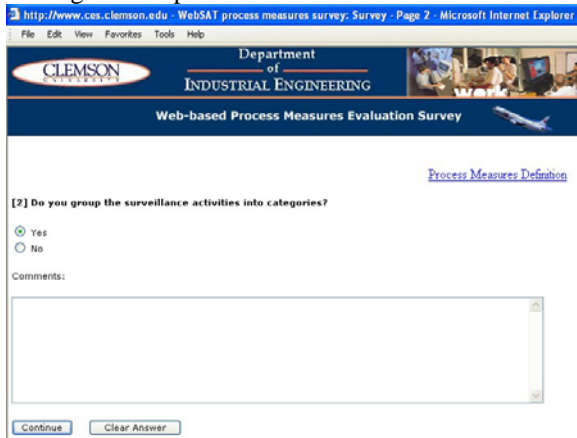 http://www.ces.clemson.edu - WebSAT process measures survey: Survey - Page 2 - Microsoft Internet Explorer
File Edit View Favorites Tools Help
CLEMSON
UNIVERSITY
Department
of
INDUSTRIAL ENGINEERING
work
Web-based Process Measures Evaluation Survey
Process Measures Definition
[2] Do you group the surveillance activities into categories?
Yes
No
Comments:
Continue Clear Answer